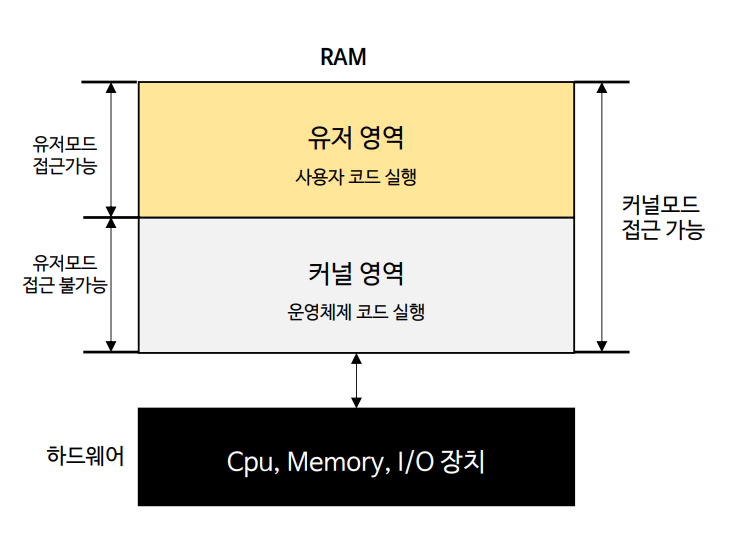 RAM
유저모드
접근가능
유저 영역
사용자 코드 실행
커널모드
접근 가능
유저모드
접근 불가능
커널 영역
운영체제 코드 실행
하드웨어
Cpu, Memory, I/O 장치